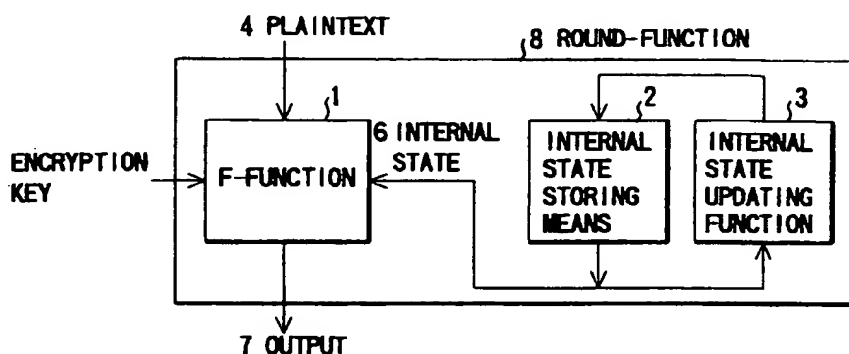 4 PLAINTEXT
8 ROUND-FUNCTION
1
2
3
6 INTERNAL
STATE
ENCRYPTION
KEY
F-FUNCTION
INTERNAL
STATE
STORING
MEANS
INTERNAL
STATE
UPDATING
FUNCTION
7 OUTPUT